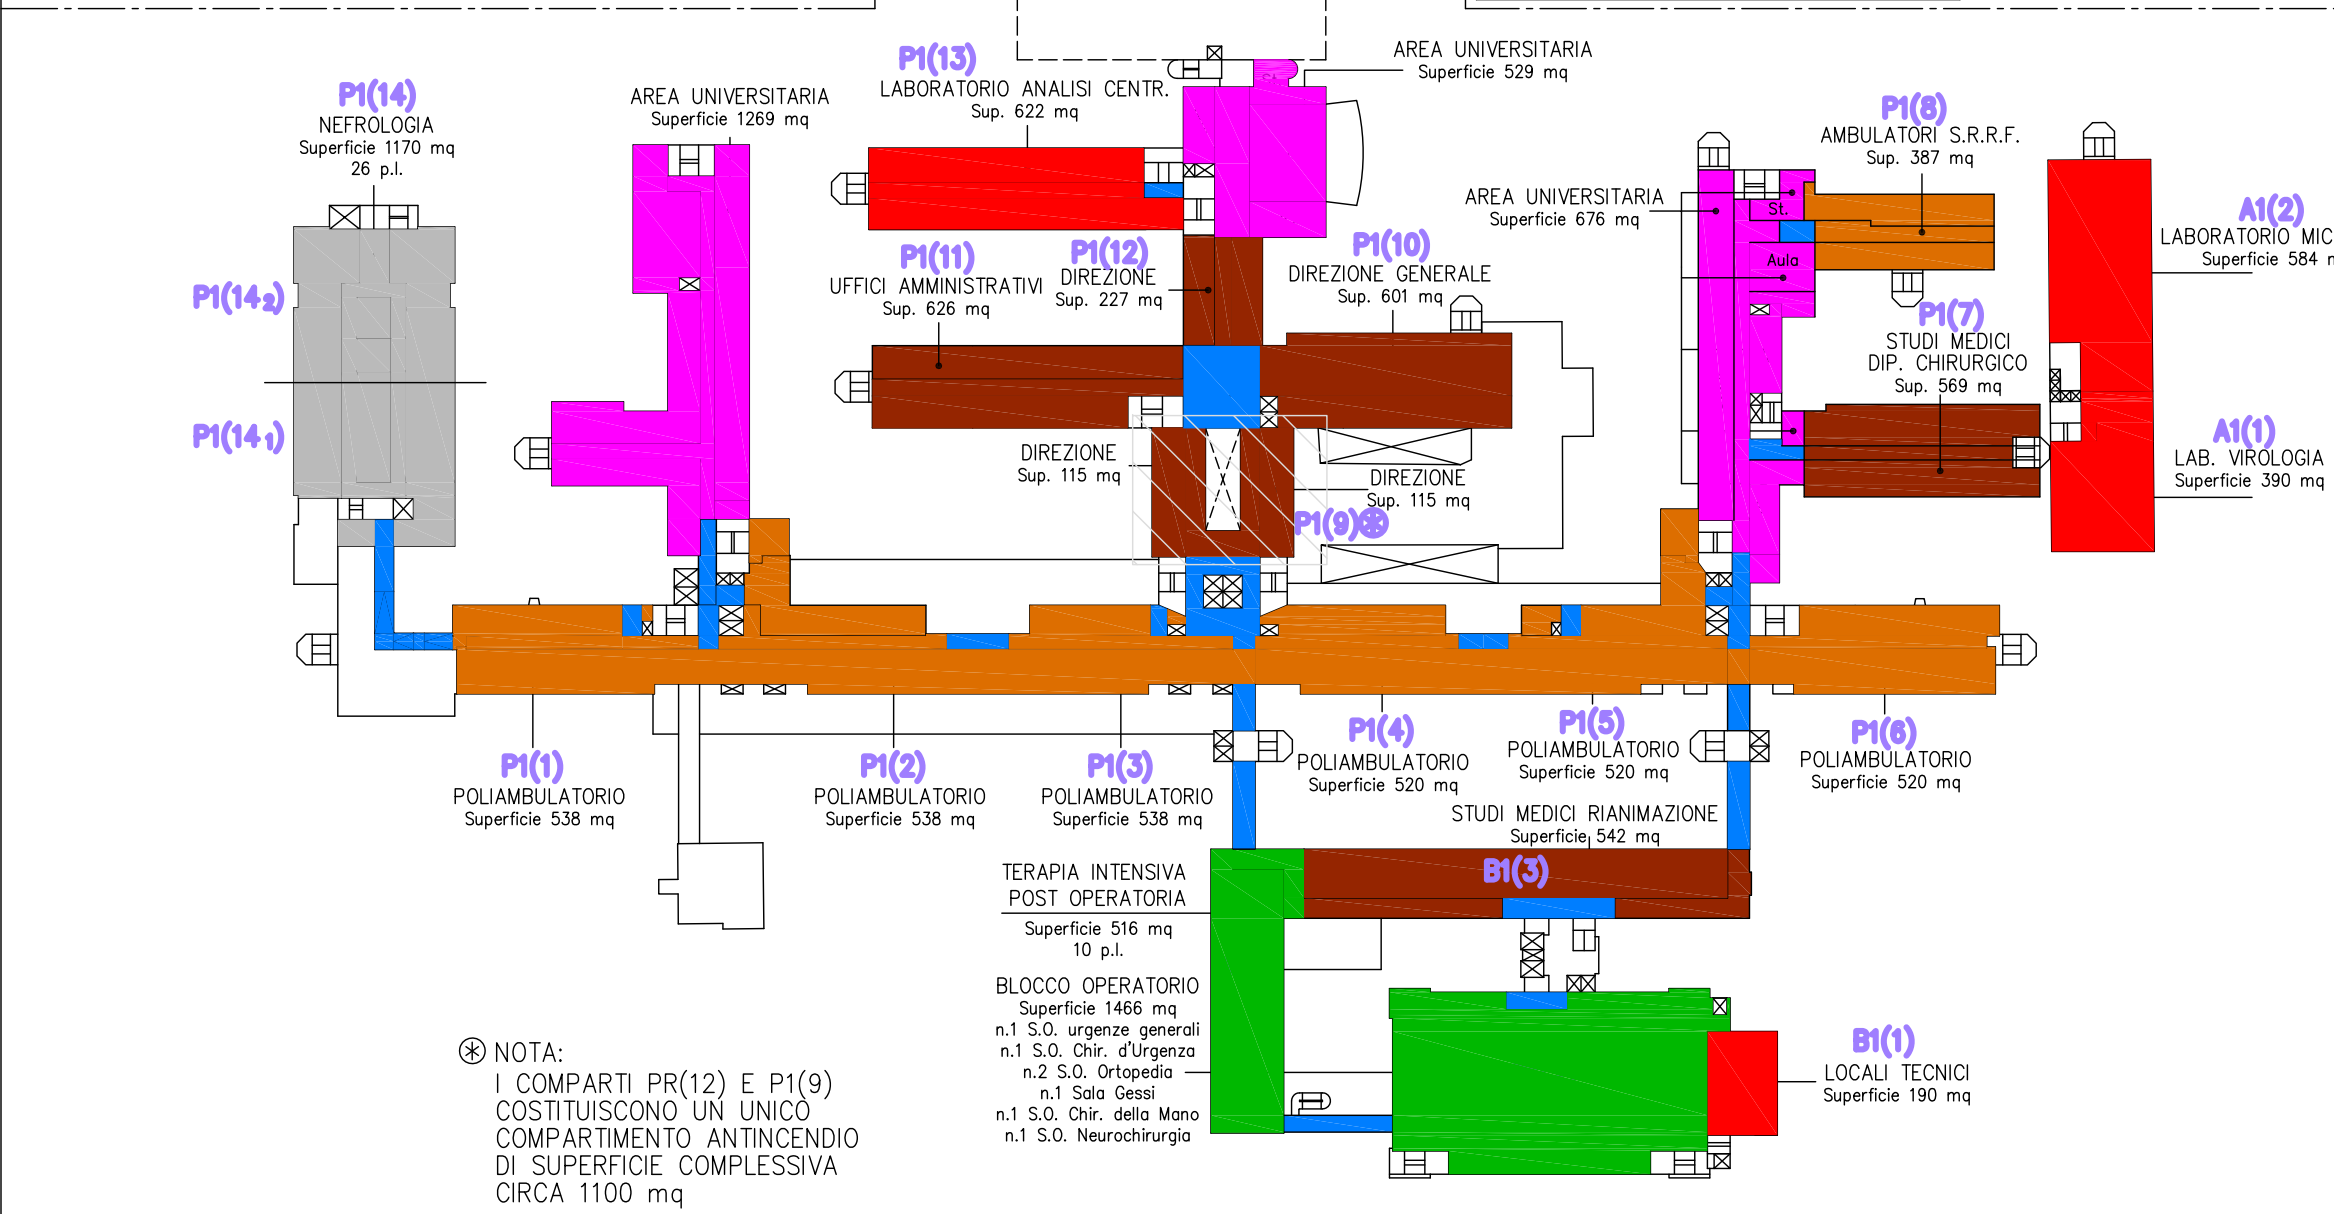 P1(14)
NEFROLOGIA
Superficie 1170 mq
26 p.l.
P1(14₂)
P1(14₁)
AREA UNIVERSITARIA
Superficie 1269 mq
P1(13)
LABORATORIO ANALISI CENTR.
Sup. 622 mq
AREA UNIVERSITARIA
Superficie 529 mq
P1(11)
UFFICI AMMINISTRATIVI
Sup. 626 mq
P1(12)
DIREZIONE
Sup. 227 mq
P1(10)
DIREZIONE GENERALE
Sup. 601 mq
DIREZIONE
Sup. 115 mq
DIREZIONE
Sup. 115 mq
P1(9)⊛
AREA UNIVERSITARIA
Superficie 676 mq
St.
Aula
P1(8)
AMBULATORI S.R.R.F.
Sup. 387 mq
P1(7)
STUDI MEDICI
DIP. CHIRURGICO
Sup. 569 mq
A1(2)
LABORATORIO MIC
Superficie 584
A1(1)
LAB. VIROLOGIA
Superficie 390 mq
P1(1)
POLIAMBULATORIO
Superficie 538 mq
P1(2)
POLIAMBULATORIO
Superficie 538 mq
P1(3)
POLIAMBULATORIO
Superficie 538 mq
P1(4)
POLIAMBULATORIO
Superficie 520 mq
P1(5)
POLIAMBULATORIO
Superficie 520 mq
P1(6)
POLIAMBULATORIO
Superficie 520 mq
STUDI MEDICI RIANIMAZIONE
Superficie 542 mq
B1(3)
TERAPIA INTENSIVA
POST OPERATORIA
Superficie 516 mq
10 p.l.
BLOCCO OPERATORIO
Superficie 1466 mq
n.1 S.O. urgenze generali
n.1 S.O. Chir. d'Urgenza
n.2 S.O. Ortopedia
n.1 Sala Gessi
n.1 S.O. Chir. della Mano
n.1 S.O. Neurochirurgia
B1(1)
LOCALI TECNICI
Superficie 190 mq
⊛ NOTA:
I COMPARTI PR(12) E P1(9)
COSTITUISCONO UN UNICO
COMPARTIMENTO ANTINCENDIO
DI SUPERFICIE COMPLESSIVA
CIRCA 1100 mq